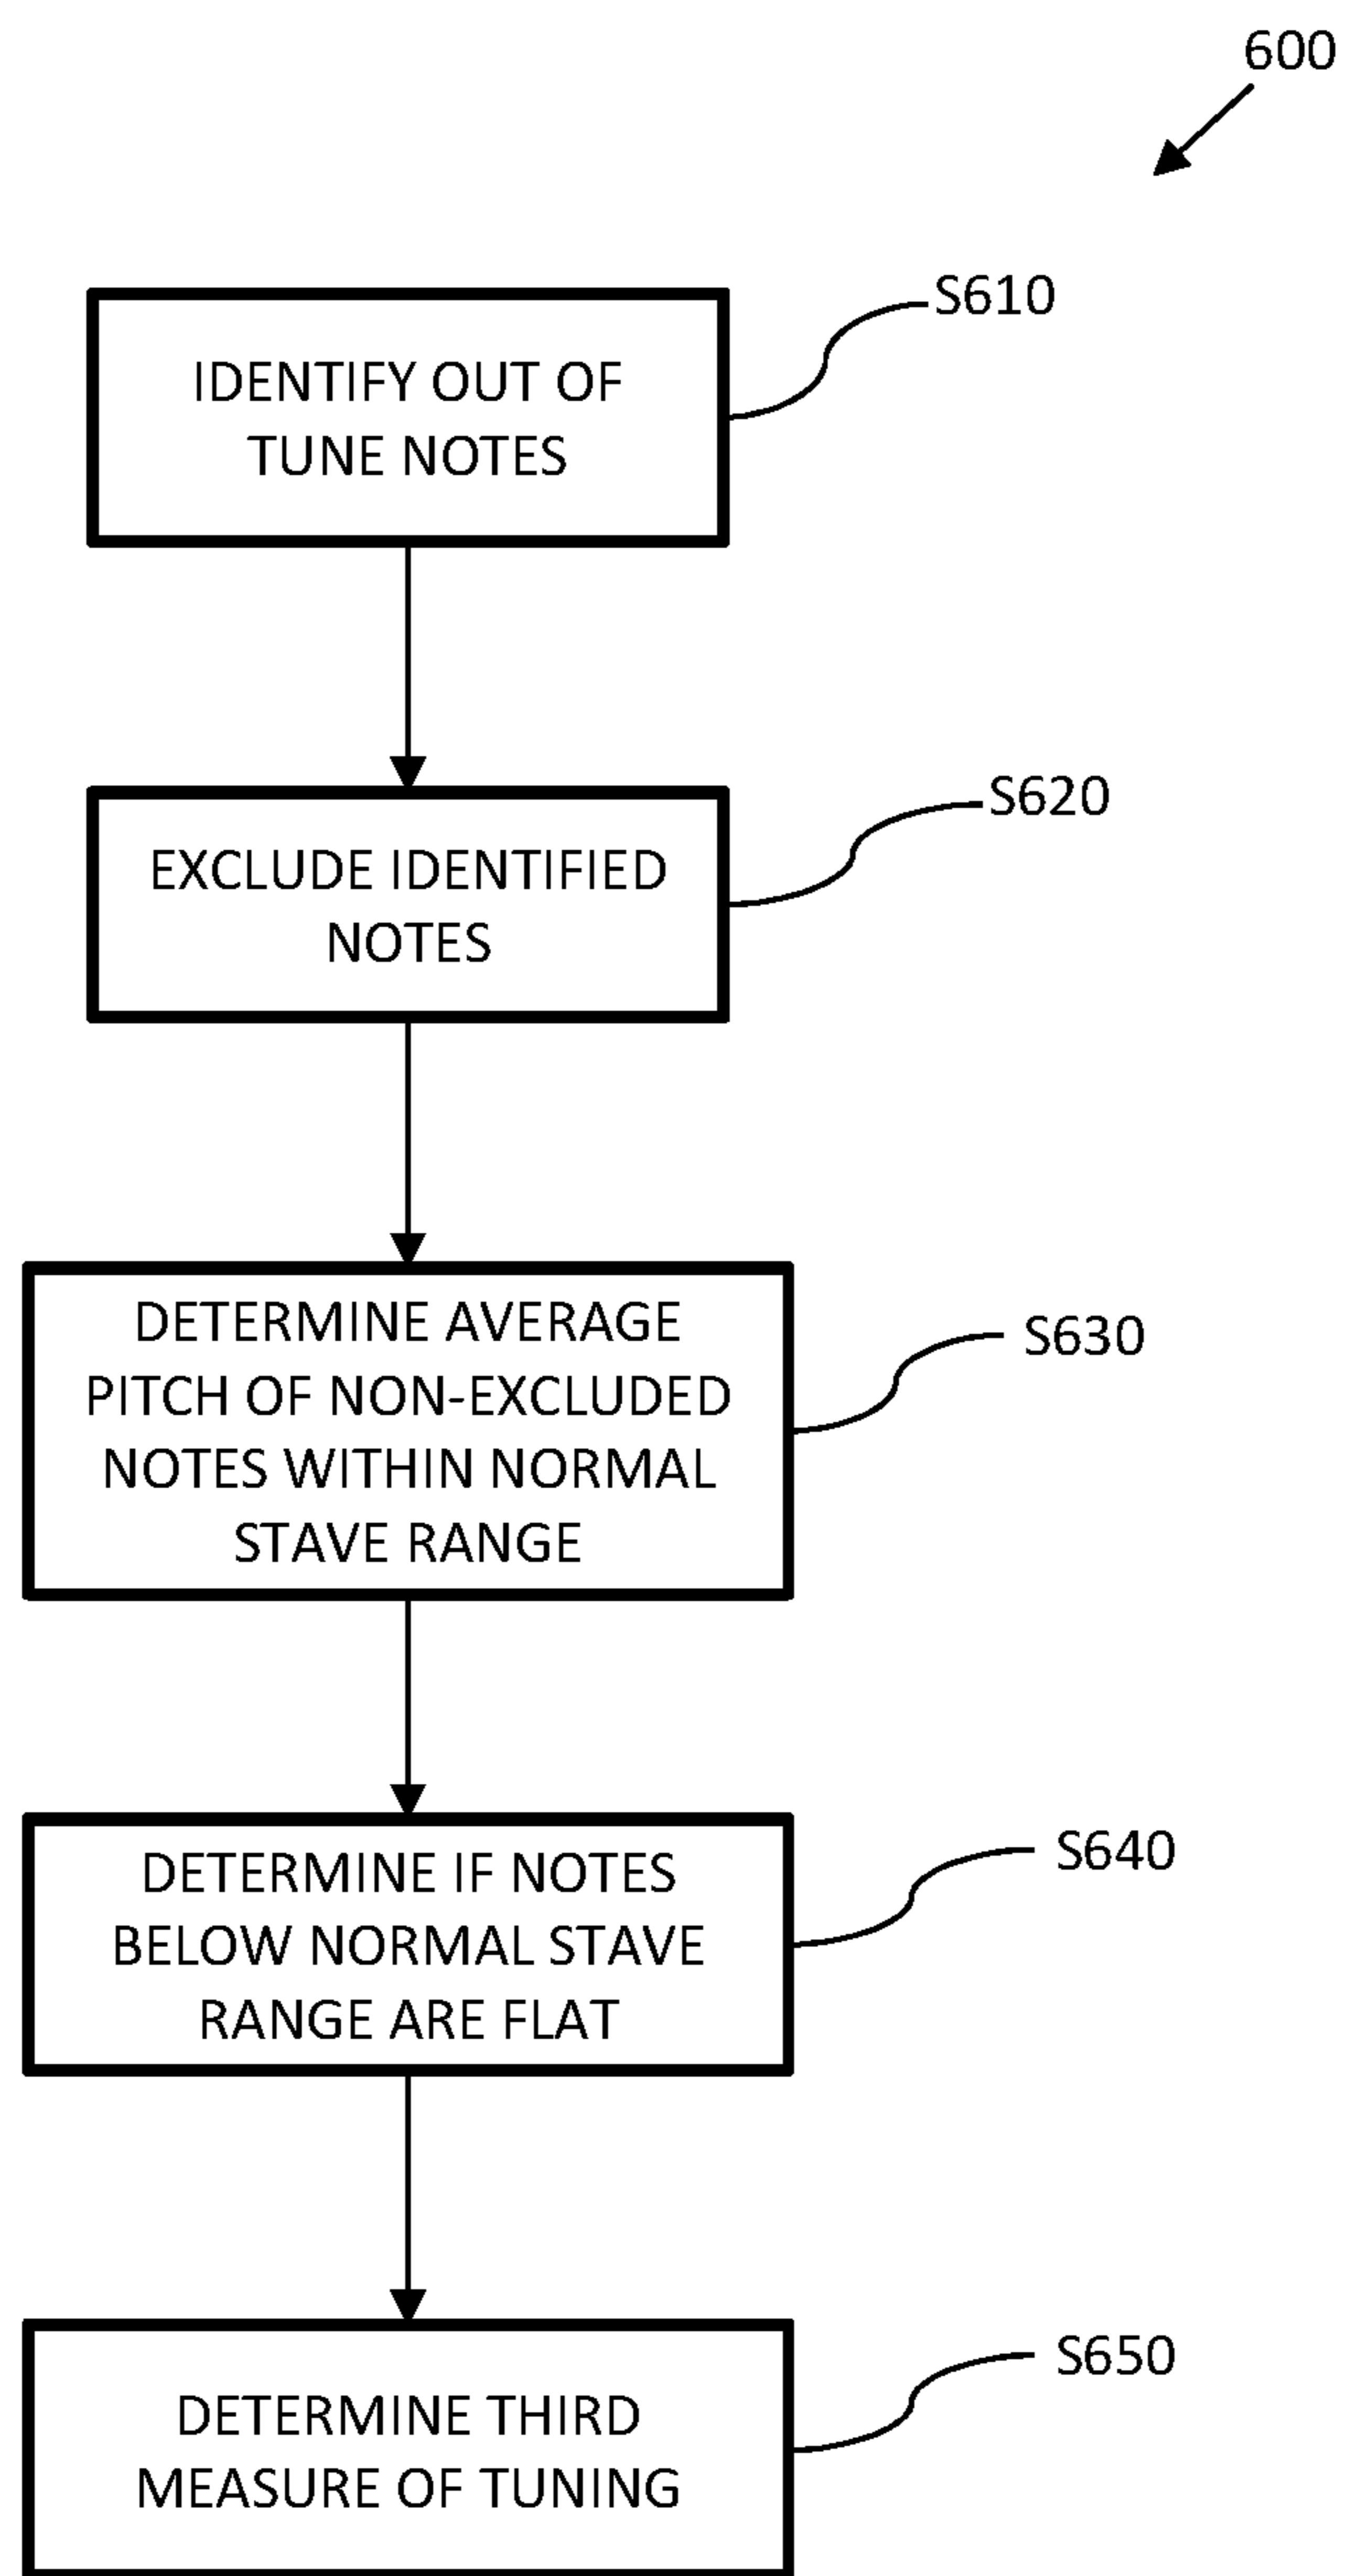 600
S610
IDENTIFY OUT OF
TUNE NOTES
S620
EXCLUDE IDENTIFIED
NOTES
S630
DETERMINE AVERAGE
PITCH OF NON-EXCLUDED
NOTES WITHIN NORMAL
STAVE RANGE
S640
DETERMINE IF NOTES
BELOW NORMAL STAVE
RANGE ARE FLAT
S650
DETERMINE THIRD
MEASURE OF TUNING